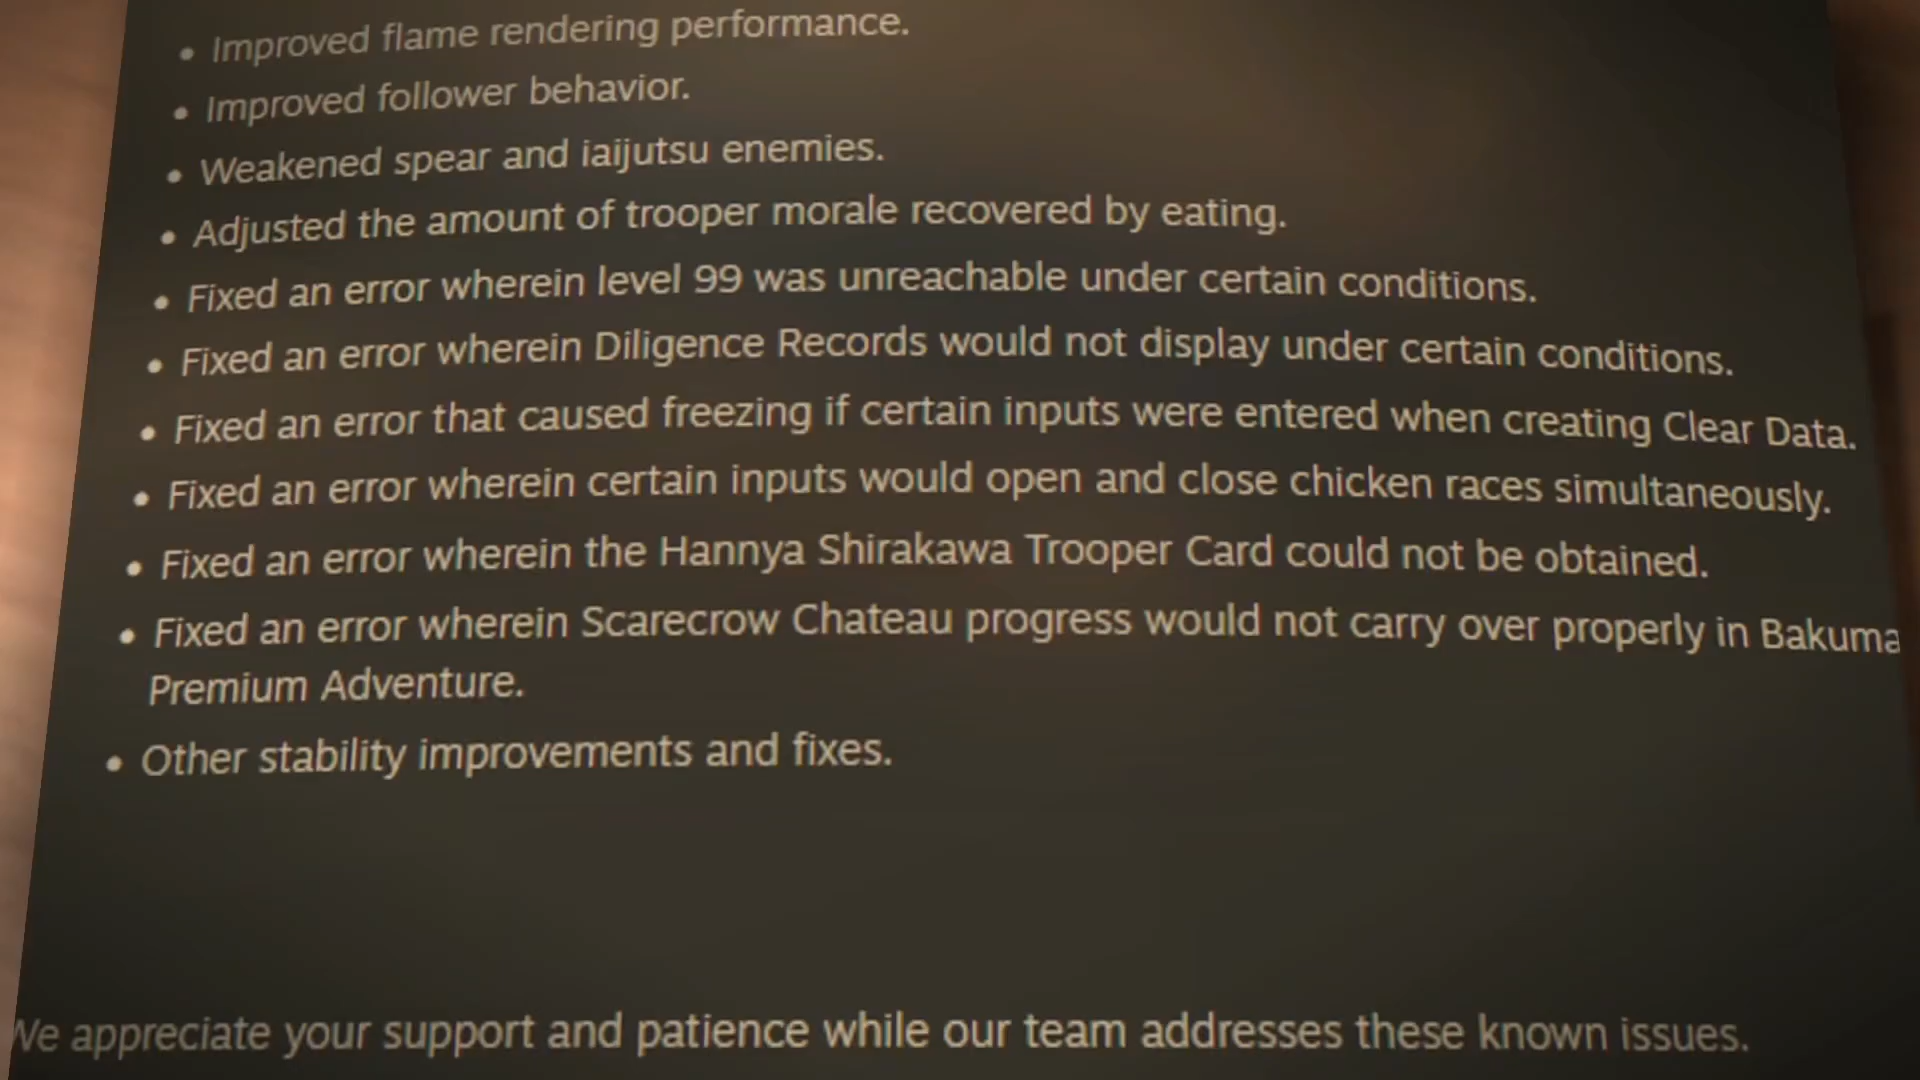 • Improved flame rendering performance.
• Improved follower behavior.
• Weakened spear and iaijutsu enemies.
• Adjusted the amount of trooper morale recovered by eating.
• Fixed an error wherein level 99 was unreachable under certain conditions.
• Fixed an error wherein Diligence Records would not display under certain conditions.
• Fixed an error that caused freezing if certain inputs were entered when creating Clear Data.
• Fixed an error wherein certain inputs would open and close chicken races simultaneously.
• Fixed an error wherein the Hannya Shirakawa Trooper Card could not be obtained.
• Fixed an error wherein Scarecrow Chateau progress would not carry over properly in Bakuma
Premium Adventure.
• Other stability improvements and fixes.
We appreciate your support and patience while our team addresses these known issues.